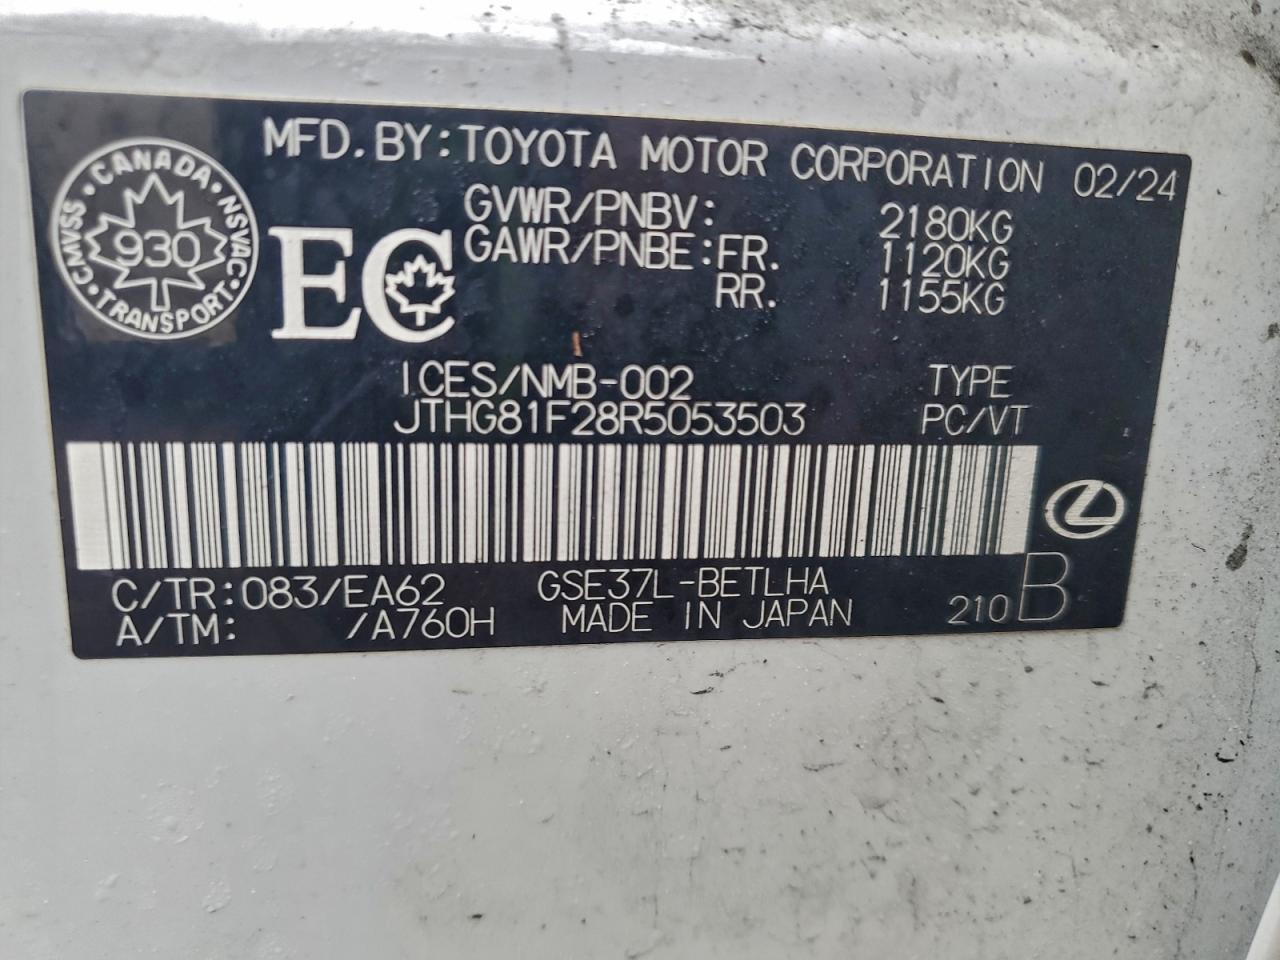 MFD. BY: TOYOTA MOTOR CORPORATION 02/24
CANADA
CMVSS NSVAC
930
TRANSPORT
EC
GVWR/PNBV: 2180KG
GAWR/PNBE: FR. 1120KG
RR. 1155KG
ICES/NMB-002 TYPE
JTHG81F28R5053503 PC/VT
C/TR: 083/EA62 GSE37L-BETLHA
A/TM: /A760H MADE IN JAPAN 210 B